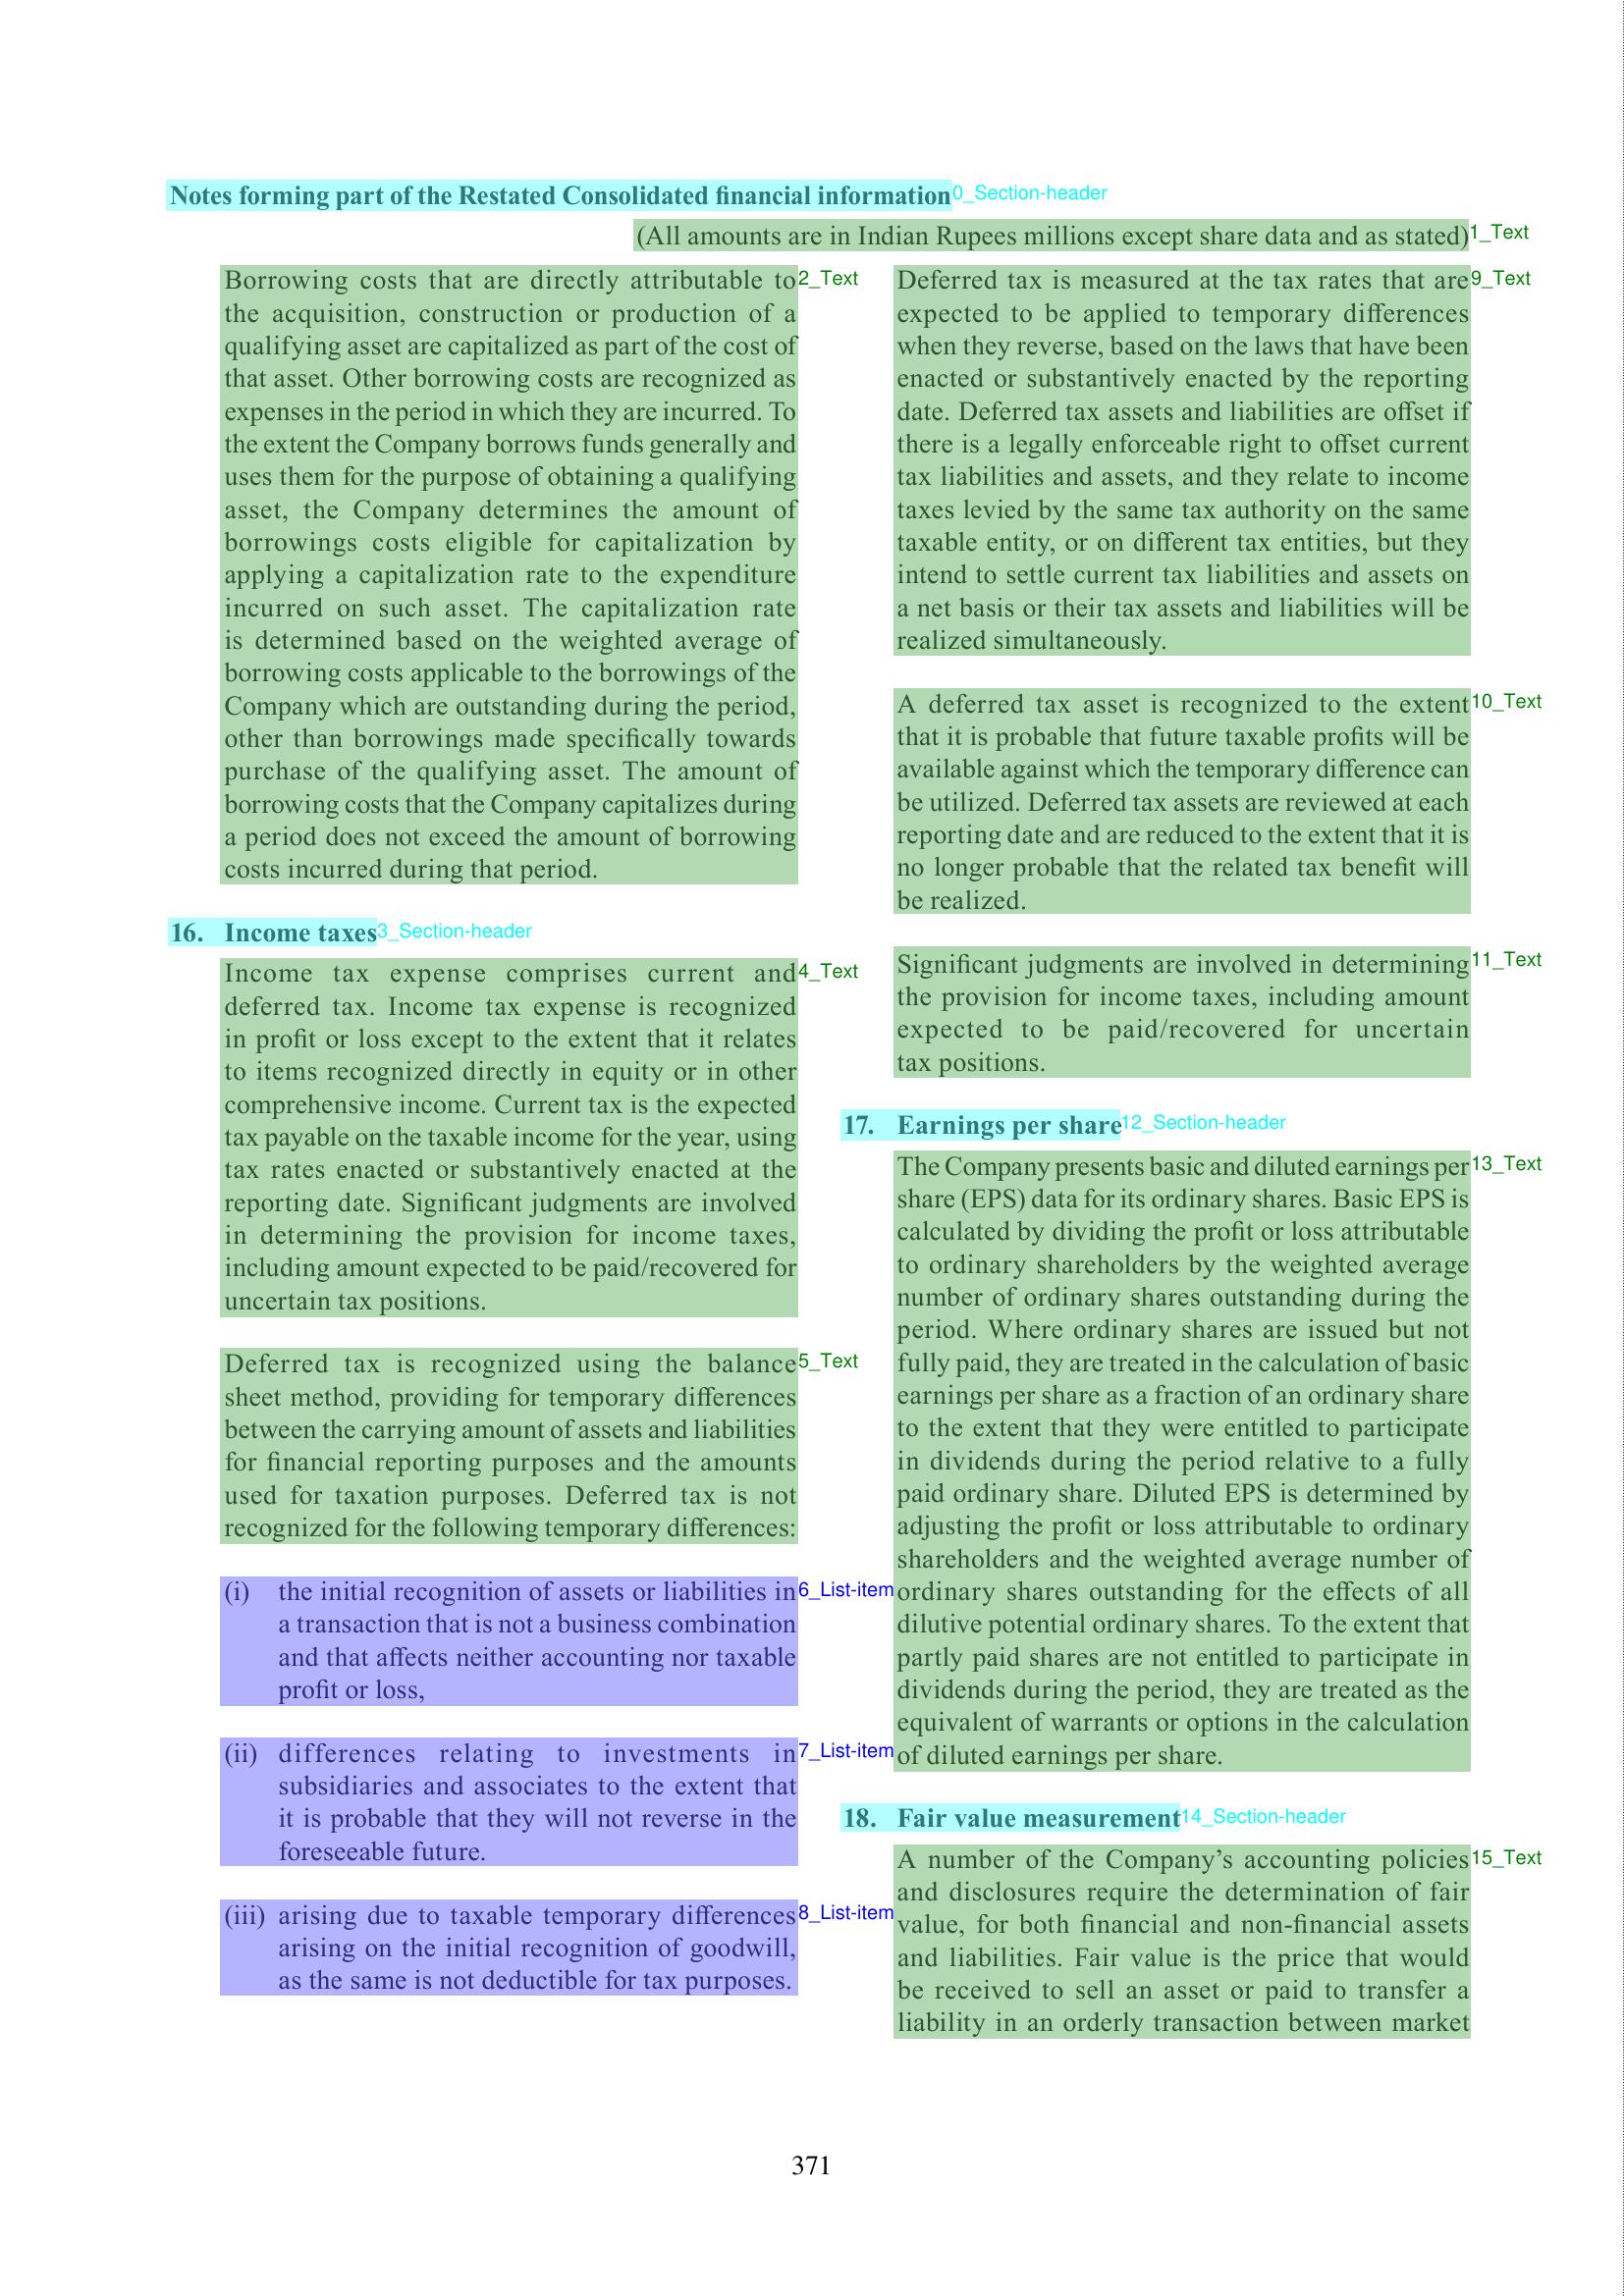 Notes forming part of the Restated Consolidated financial information
0_Section-header
(All amounts are in Indian Rupees millions except share data and as stated)
1_Text
Borrowing costs that are directly attributable to
2_Text
the acquisition, construction or production of a
qualifying asset are capitalized as part of the cost of
that asset. Other borrowing costs are recognized as
expenses in the period in which they are incurred. To
the extent the Company borrows funds generally and
uses them for the purpose of obtaining a qualifying
asset, the Company determines the amount of
borrowings costs eligible for capitalization by
applying a capitalization rate to the expenditure
incurred on such asset. The capitalization rate
is determined based on the weighted average of
borrowing costs applicable to the borrowings of the
Company which are outstanding during the period,
other than borrowings made specifically towards
purchase of the qualifying asset. The amount of
borrowing costs that the Company capitalizes during
a period does not exceed the amount of borrowing
costs incurred during that period.
16. Income taxes
3_Section-header
Income tax expense comprises current and
4_Text
deferred tax. Income tax expense is recognized
in profit or loss except to the extent that it relates
to items recognized directly in equity or in other
comprehensive income. Current tax is the expected
tax payable on the taxable income for the year, using
tax rates enacted or substantively enacted at the
reporting date. Significant judgments are involved
in determining the provision for income taxes,
including amount expected to be paid/recovered for
uncertain tax positions.
Deferred tax is recognized using the balance
5_Text
sheet method, providing for temporary differences
between the carrying amount of assets and liabilities
for financial reporting purposes and the amounts
used for taxation purposes. Deferred tax is not
recognized for the following temporary differences:
(i) the initial recognition of assets or liabilities in
6_List-item
a transaction that is not a business combination
and that affects neither accounting nor taxable
profit or loss,
(ii) differences relating to investments in
7_List-item
subsidiaries and associates to the extent that
it is probable that they will not reverse in the
foreseeable future.
(iii) arising due to taxable temporary differences
8_List-item
arising on the initial recognition of goodwill,
as the same is not deductible for tax purposes.
Deferred tax is measured at the tax rates that are
9_Text
expected to be applied to temporary differences
when they reverse, based on the laws that have been
enacted or substantively enacted by the reporting
date. Deferred tax assets and liabilities are offset if
there is a legally enforceable right to offset current
tax liabilities and assets, and they relate to income
taxes levied by the same tax authority on the same
taxable entity, or on different tax entities, but they
intend to settle current tax liabilities and assets on
a net basis or their tax assets and liabilities will be
realized simultaneously.
A deferred tax asset is recognized to the extent
10_Text
that it is probable that future taxable profits will be
available against which the temporary difference can
be utilized. Deferred tax assets are reviewed at each
reporting date and are reduced to the extent that it is
no longer probable that the related tax benefit will
be realized.
Significant judgments are involved in determining
11_Text
the provision for income taxes, including amount
expected to be paid/recovered for uncertain
tax positions.
17. Earnings per share
12_Section-header
The Company presents basic and diluted earnings per
13_Text
share (EPS) data for its ordinary shares. Basic EPS is
calculated by dividing the profit or loss attributable
to ordinary shareholders by the weighted average
number of ordinary shares outstanding during the
period. Where ordinary shares are issued but not
fully paid, they are treated in the calculation of basic
earnings per share as a fraction of an ordinary share
to the extent that they were entitled to participate
in dividends during the period relative to a fully
paid ordinary share. Diluted EPS is determined by
adjusting the profit or loss attributable to ordinary
shareholders and the weighted average number of
ordinary shares outstanding for the effects of all
dilutive potential ordinary shares. To the extent that
partly paid shares are not entitled to participate in
dividends during the period, they are treated as the
equivalent of warrants or options in the calculation
of diluted earnings per share.
18. Fair value measurement
14_Section-header
A number of the Company’s accounting policies
15_Text
and disclosures require the determination of fair
value, for both financial and non-financial assets
and liabilities. Fair value is the price that would
be received to sell an asset or paid to transfer a
liability in an orderly transaction between market
371